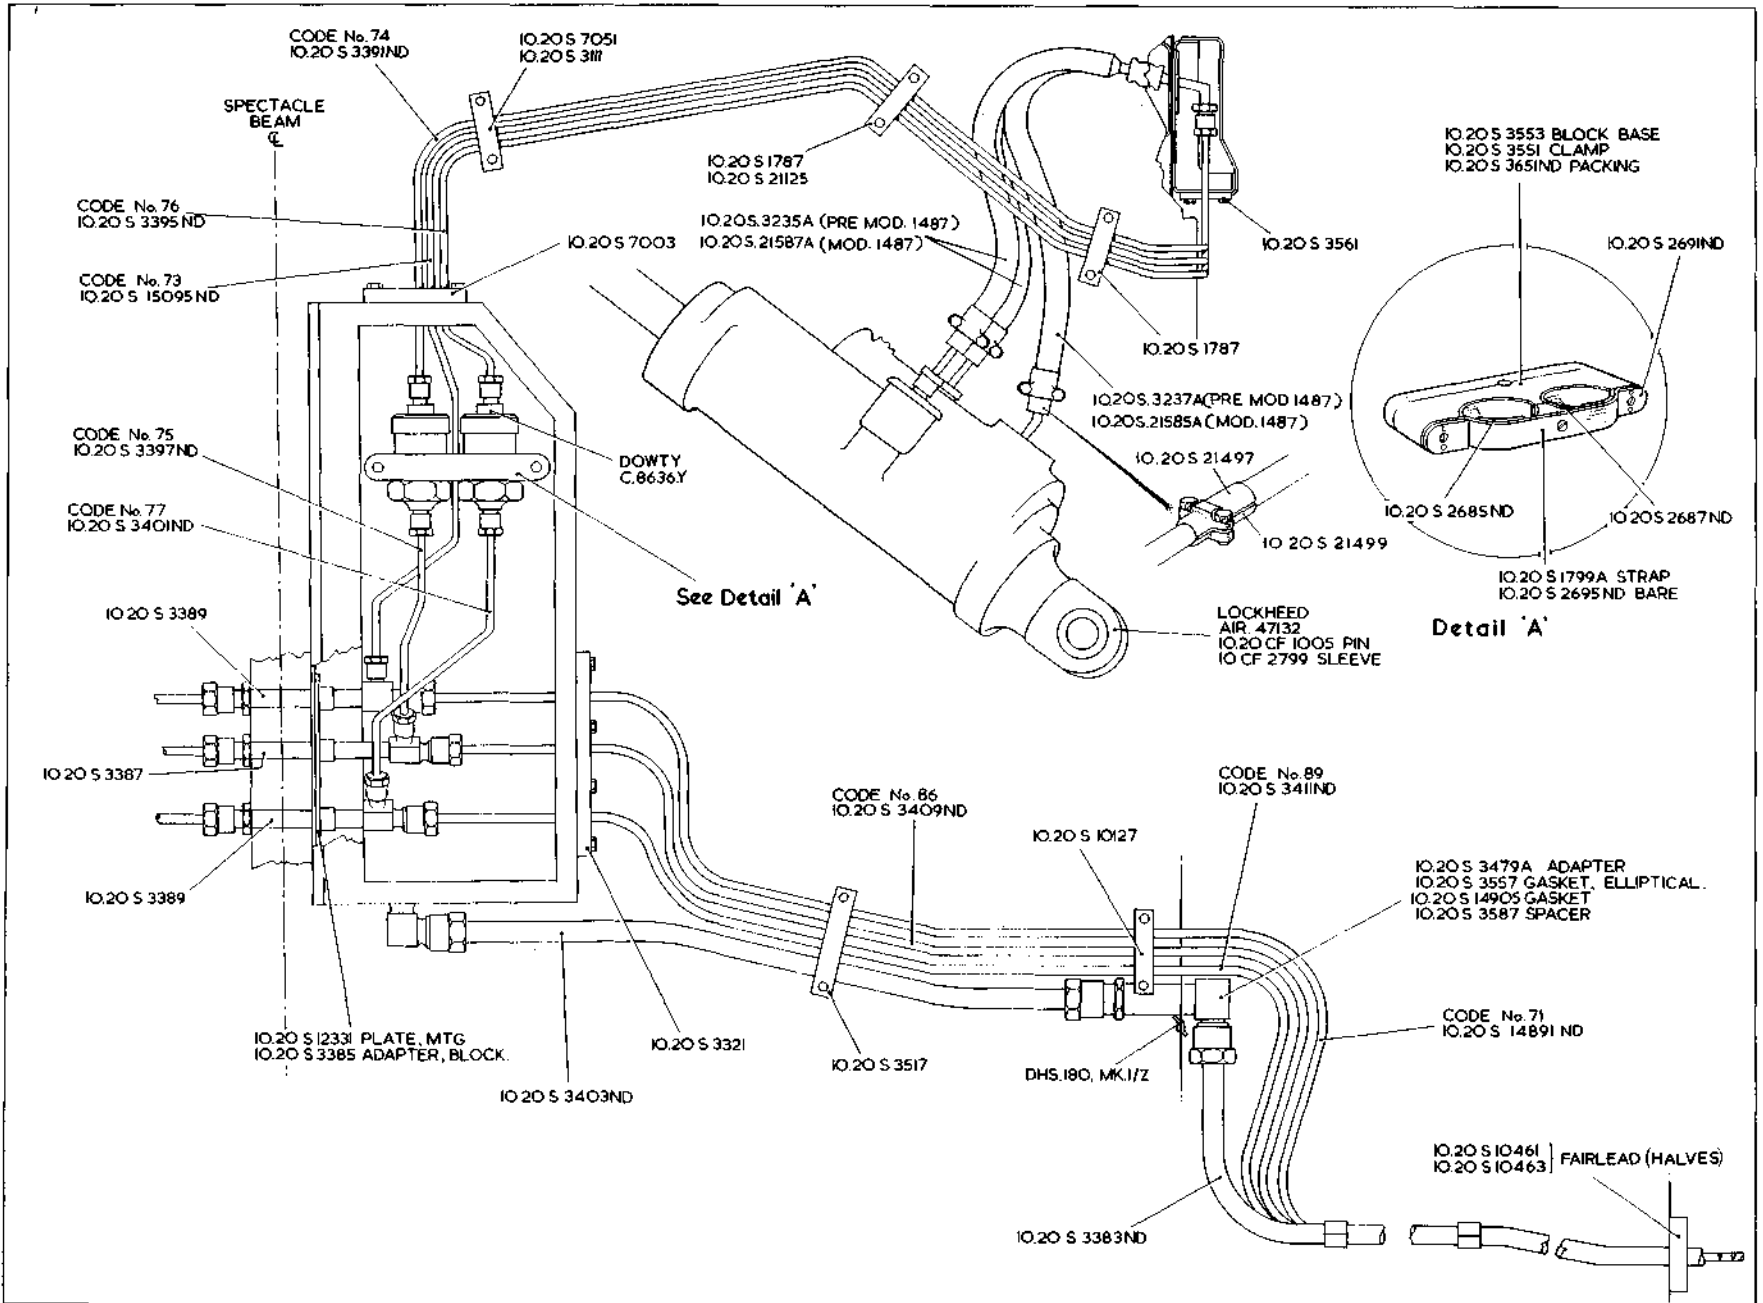 CODE No. 74
10.20 S 3391ND
10.20 S 7051
10.20 S 3111
SPECTACLE
BEAM
℄
10.20 S 1787
10.20 S 21125
10.20 S 3553 BLOCK BASE
10.20 S 3551 CLAMP
10.20 S 3651ND PACKING
CODE No. 76
10.20 S 3395ND
10.20 S 7003
10.20S.3235A (PRE MOD. 1487)
10.20S.21587A (MOD. 1487)
10.20 S 3561
10.20 S 2691ND
CODE No. 73
10.20 S 15095ND
10.20 S 1787
10.20S.3237A (PRE MOD 1487)
10.20S.21585A (MOD. 1487)
CODE No. 75
10.20 S 3397ND
DOWTY
C.8636.Y
10.20 S 21497
10.20 S 2685ND
10.20 S 2687ND
CODE No. 77
10.20 S 3401ND
10 20 S 21499
See Detail 'A'
10.20 S 1799A STRAP
10.20 S 2695ND BARE
Detail 'A'
10.20 S 3389
LOCKHEED
AIR. 47132
10.20 CF 1005 PIN
10 CF 2799 SLEEVE
10 20 S 3387
CODE No. 86
10.20 S 3409ND
CODE No. 89
10.20 S 3411ND
10.20 S 3389
10.20 S 10127
10.20 S 3479A ADAPTER
10.20 S 3557 GASKET, ELLIPTICAL.
10.20 S 14905 GASKET
10.20 S 3587 SPACER
10.20 S 12331 PLATE, MTG
10.20 S 3385 ADAPTER, BLOCK.
10.20 S 3321
10.20 S 3517
CODE No. 71
10.20 S 14891 ND
DHS.180, MK.1/Z
10 20 S 3403ND
10.20 S 10461
10.20 S 10463 } FAIRLEAD (HALVES)
10.20 S 3383ND